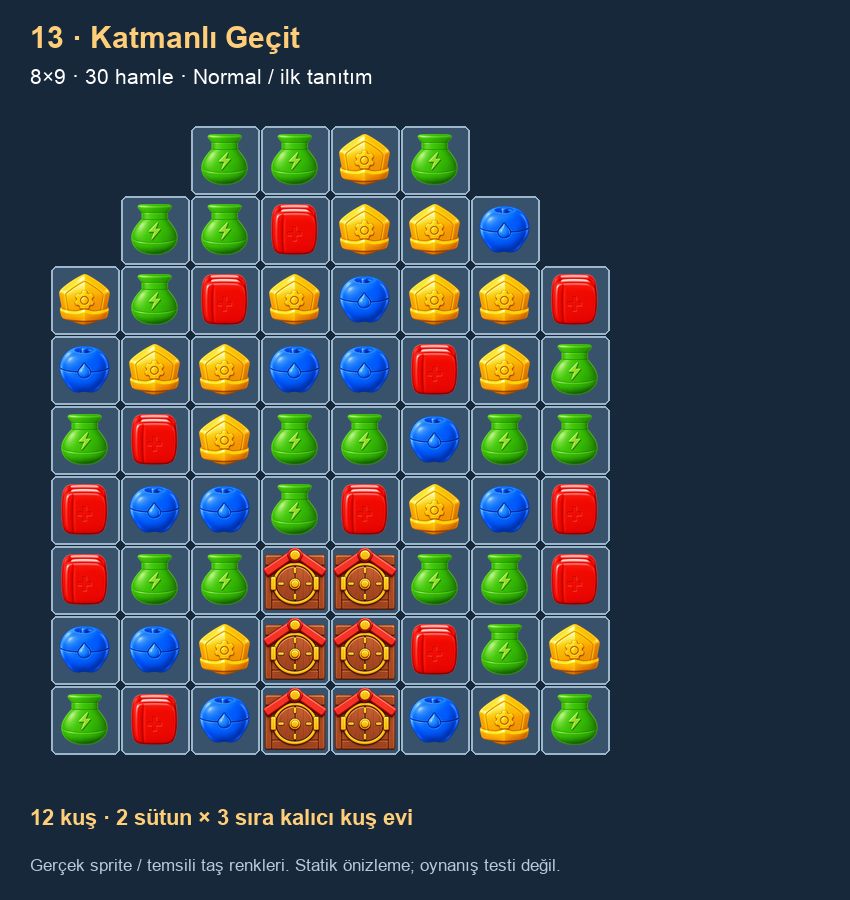 13 · Katmanlı Geçit
8×9 · 30 hamle · Normal / ilk tanıtım
12 kuş · 2 sütun × 3 sıra kalıcı kuş evi
Gerçek sprite / temsili taş renkleri. Statik önizleme; oynanış testi değil.